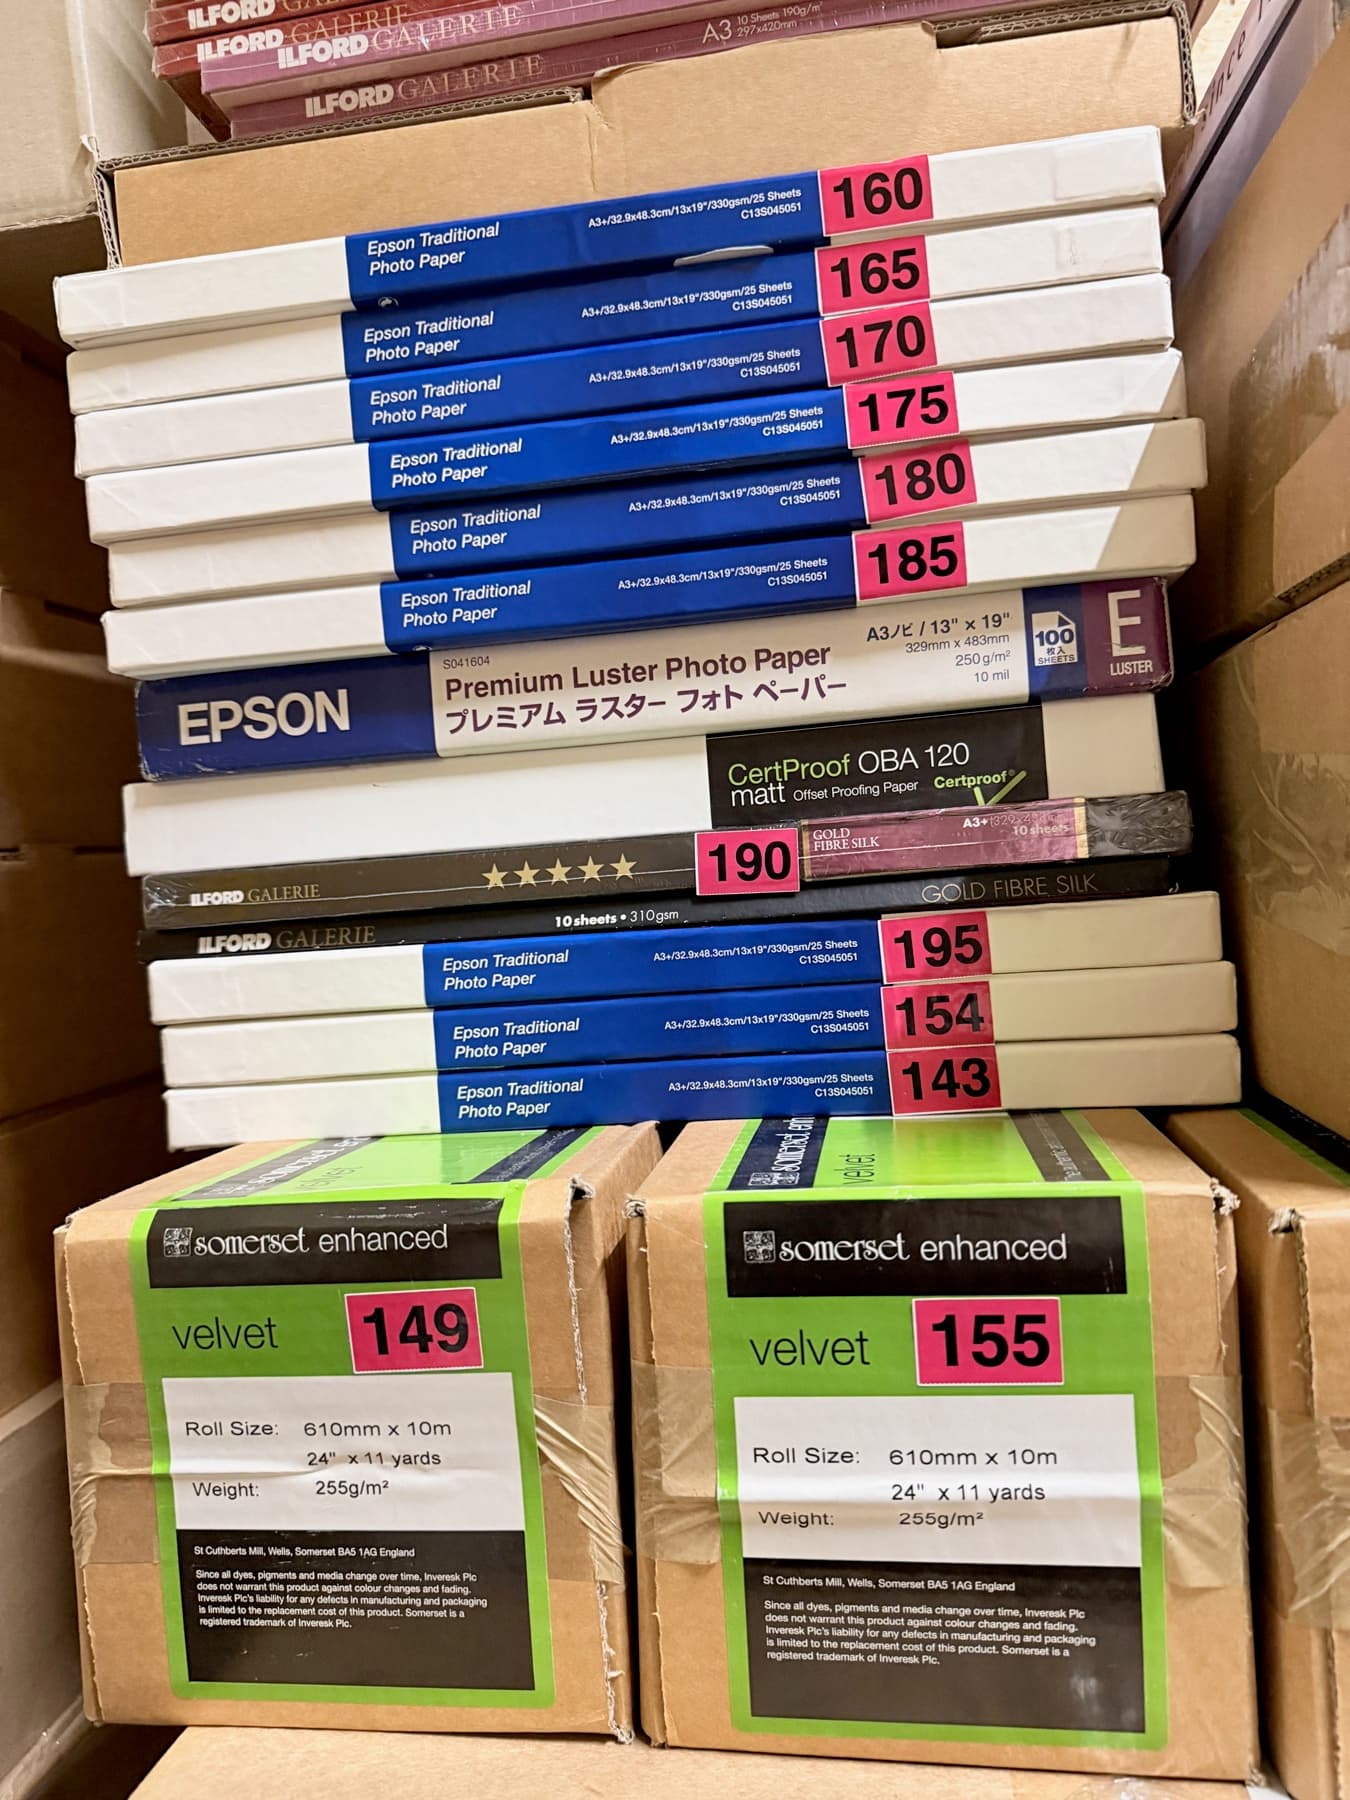 ILFORD GALERIE
ILFORD GALERIE
ILFORD GALERIE
A3 10 Sheets 190g/m²
297x420mm
ILFORD GALERIE
Epson Traditional
Photo Paper
A3+/32.9x48.3cm/13x19"/330gsm/25 Sheets
C13S045051
160
Epson Traditional
Photo Paper
A3+/32.9x48.3cm/13x19"/330gsm/25 Sheets
C13S045051
165
Epson Traditional
Photo Paper
A3+/32.9x48.3cm/13x19"/330gsm/25 Sheets
C13S045051
170
Epson Traditional
Photo Paper
A3+/32.9x48.3cm/13x19"/330gsm/25 Sheets
C13S045051
175
Epson Traditional
Photo Paper
A3+/32.9x48.3cm/13x19"/330gsm/25 Sheets
C13S045051
180
Epson Traditional
Photo Paper
A3+/32.9x48.3cm/13x19"/330gsm/25 Sheets
C13S045051
185
EPSON
S041604
Premium Luster Photo Paper
プレミアム ラスター フォト ペーパー
A3ノビ / 13" × 19"
329mm x 483mm
250g/m²
10 mil
100
枚入
SHEETS
E
LUSTER
CertProof OBA 120
matt Offset Proofing Paper
Certproof
ILFORD GALERIE
190
GOLD
FIBRE SILK
A3+
10 sheets
ILFORD GALERIE
10 sheets • 310gsm
GOLD FIBRE SILK
Epson Traditional
Photo Paper
A3+/32.9x48.3cm/13x19"/330gsm/25 Sheets
C13S045051
195
Epson Traditional
Photo Paper
A3+/32.9x48.3cm/13x19"/330gsm/25 Sheets
C13S045051
154
Epson Traditional
Photo Paper
A3+/32.9x48.3cm/13x19"/330gsm/25 Sheets
C13S045051
143
velvet
somerset
velvet
somerset enhanced
velvet
149
Roll Size: 610mm x 10m
24" x 11 yards
Weight: 255g/m²
St Cuthberts Mill, Wells, Somerset BA5 1AG England
Since all dyes, pigments and media change over time, Inveresk Plc
does not warrant this product against colour changes and fading.
Inveresk Plc's liability for any defects in manufacturing and packaging
is limited to the replacement cost of this product. Somerset is a
registered trademark of Inveresk Plc.
somerset enhanced
velvet
155
Roll Size: 610mm x 10m
24" x 11 yards
Weight: 255g/m²
St Cuthberts Mill, Wells, Somerset BA5 1AG England
Since all dyes, pigments and media change over time, Inveresk Plc
does not warrant this product against colour changes and fading.
Inveresk Plc's liability for any defects in manufacturing and packaging
is limited to the replacement cost of this product. Somerset is a
registered trademark of Inveresk Plc.